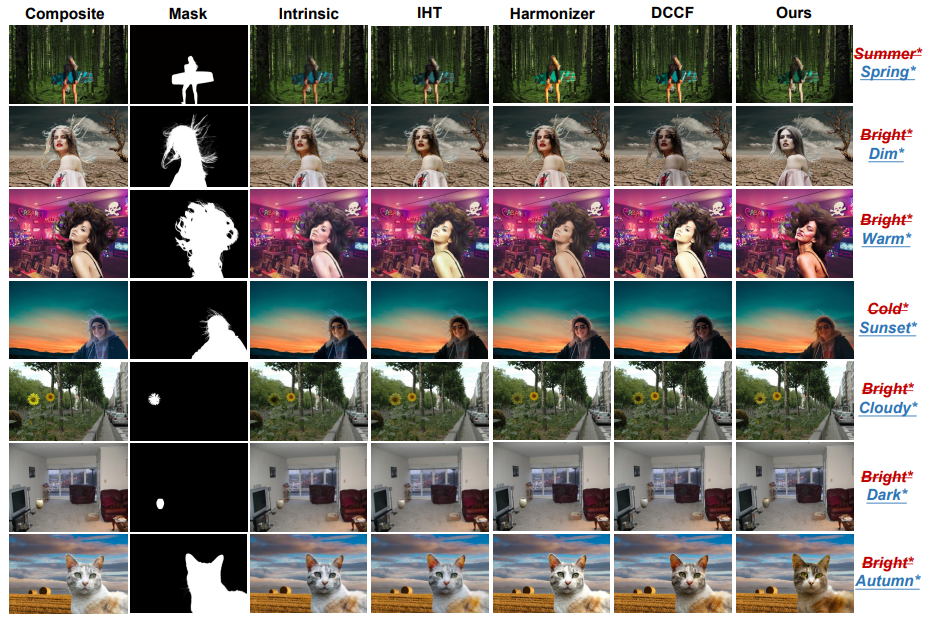 Composite Mask Intrinsic IHT Harmonizer DCCF Ours
Summer*
Spring*
Bright*
Dim*
Bright*
Warm*
Cold*
Sunset*
Bright*
Cloudy*
Bright*
Dark*
Bright*
Autumn*